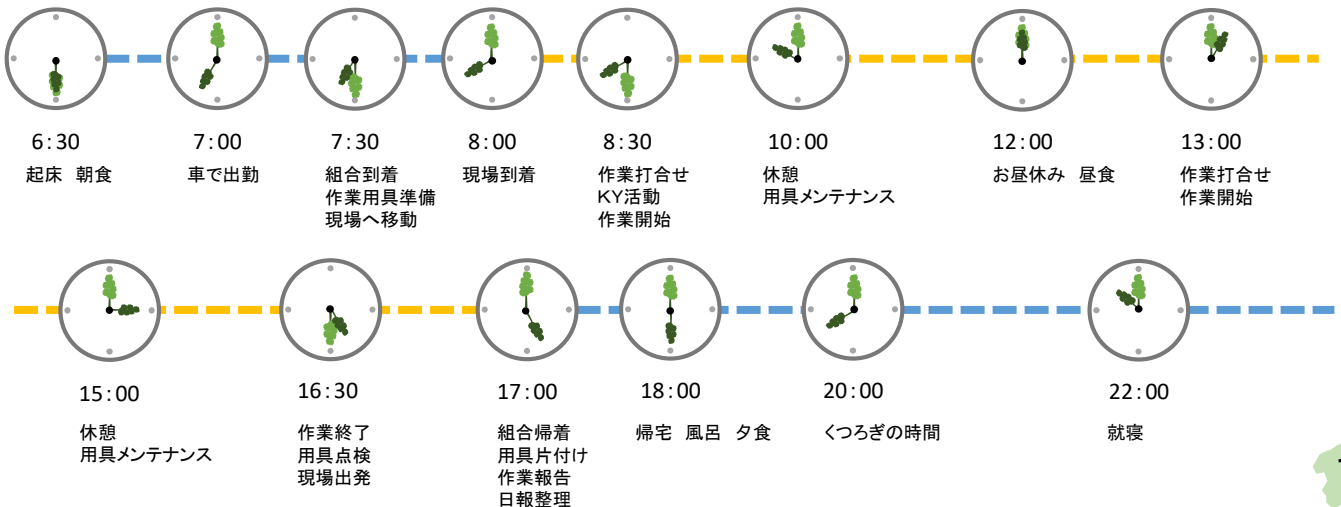 6:30
起床 朝食
7:00
車で出勤
7:30
組合到着
作業用具準備
現場へ移動
8:00
現場到着
8:30
作業打合せ
KY活動
作業開始
10:00
休憩
用具メンテナンス
12:00
お昼休み 昼食
13:00
作業打合せ
作業開始
15:00
休憩
用具メンテナンス
16:30
作業終了
用具点検
現場出発
17:00
組合帰着
用具片付け
作業報告
日報整理
18:00
帰宅 風呂 夕食
20:00
くつろぎの時間
22:00
就寝